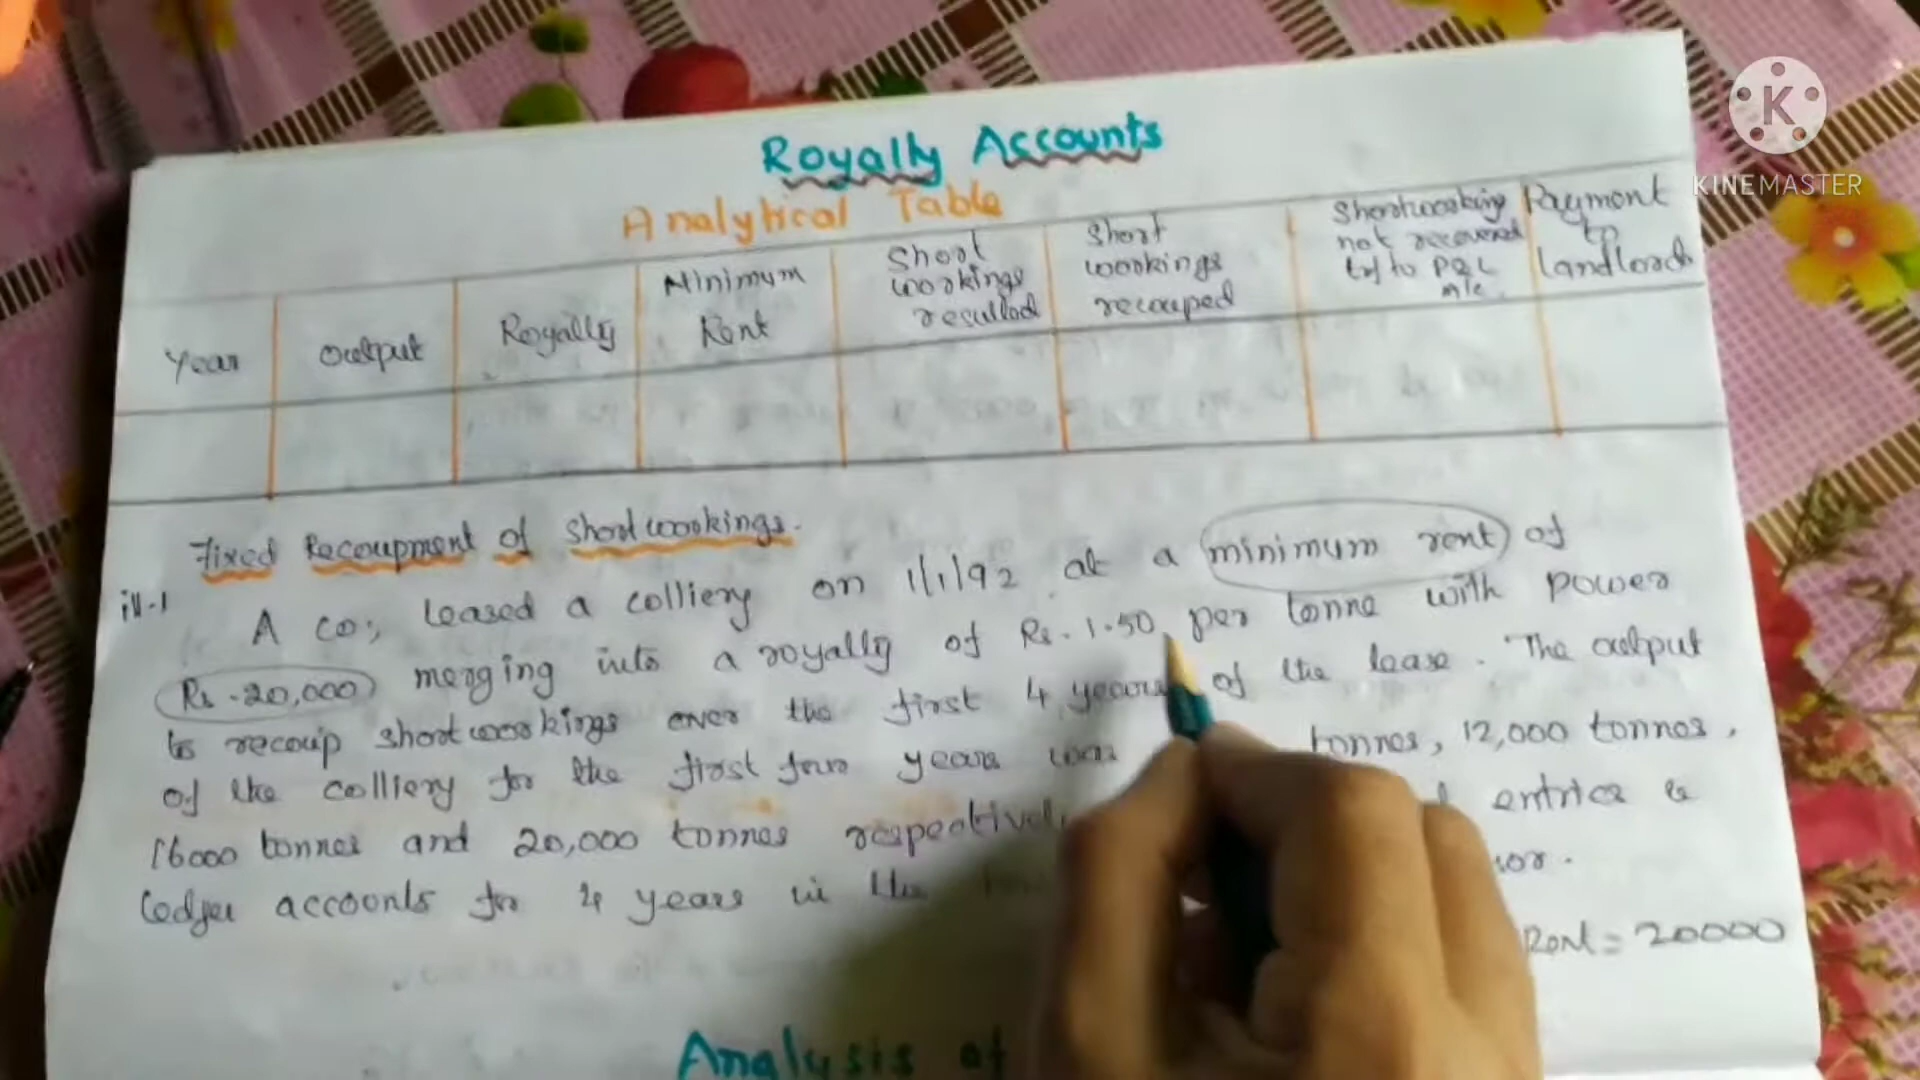 Royalty Accounts
Analytical Table
Year
Output
Royalty
Minimum Rent
Short workings resulted
Short workings recouped
Shortworking not recovered trf to P&L a/c
Payment to landlord
KINEMASTER
Fixed Recoupment of Shortworkings.
ill-1
A co:, leased a colliery on 1/1/92 at a minimum rent of
Rs.20,000 merging into a royalty of Rs.1.50 per tonne with power
to recoup shortworkings over the first 4 years of the lease. The output
of the colliery for the first four years was tonnes, 12,000 tonnes,
16000 tonnes and 20,000 tonnes respectively entries &
Ledger accounts for 4 years in the
Rent = 20000
Analysis of